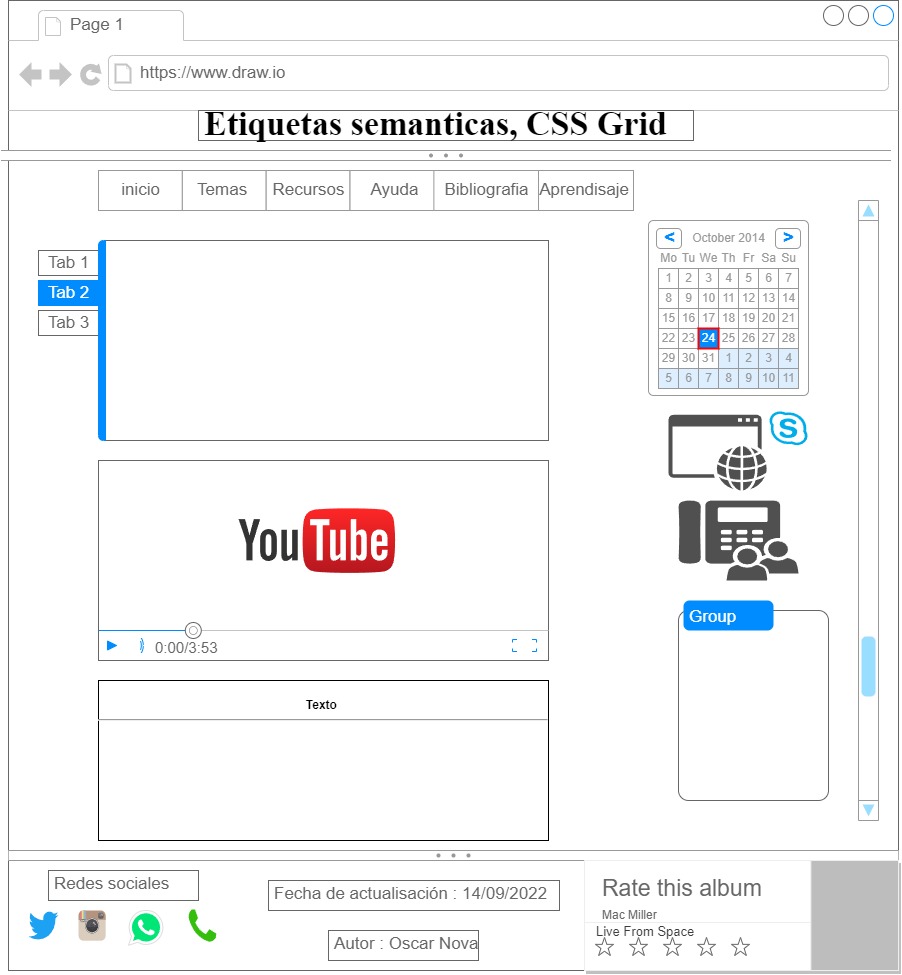 Page 1
https://www.draw.io
Etiquetas semanticas, CSS Grid
inicio Temas Recursos Ayuda Bibliografia Aprendisaje
Tab 1
Tab 2
Tab 3
< October 2014 >
Mo Tu We Th Fr Sa Su
1 2 3 4 5 6 7
8 9 10 11 12 13 14
15 16 17 18 19 20 21
22 23 24 25 26 27 28
29 30 31 1 2 3 4
5 6 7 8 9 10 11
S
YouTube
0:00/3:53
Group
Texto
Redes sociales
Fecha de actualisación : 14/09/2022
Autor : Oscar Nova
Rate this album
Mac Miller
Live From Space